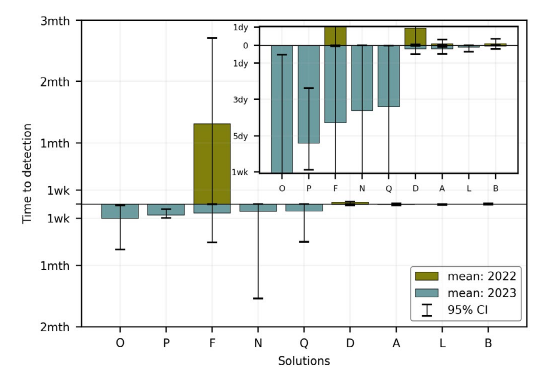 3mth
2mth
1mth
1wk
1wk
1mth
2mth
Time to detection
1dy
0
1dy
3dy
5dy
1wk
O P F N Q D A L B
mean: 2022
mean: 2023
95% CI
O P F N Q D A L B
Solutions